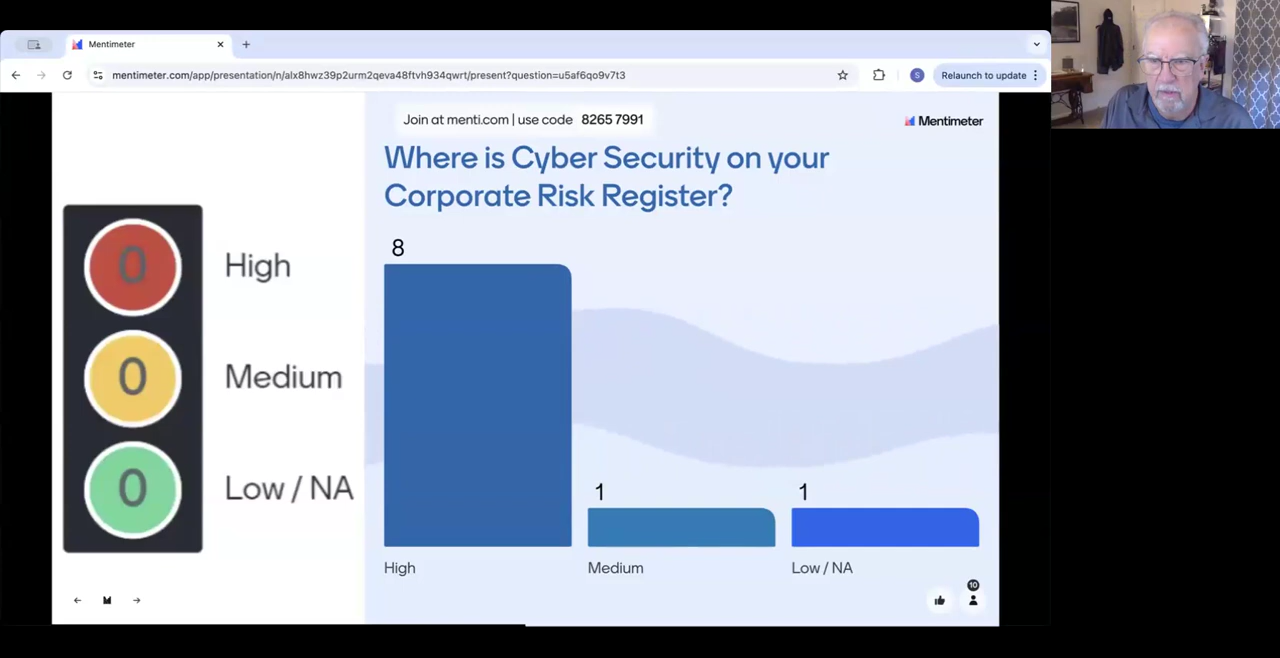 Mentimeter
mentimeter.com/app/presentation/n/alx8hwz39p2urm2qeva48ftvh934qwrt/present?question=u5af6qo9v7t3
S
Relaunch to update
Join at menti.com | use code 8265 7991
Mentimeter
Where is Cyber Security on your
Corporate Risk Register?
0 High
0 Medium
0 Low / NA
8
1
1
High
Medium
Low / NA
10